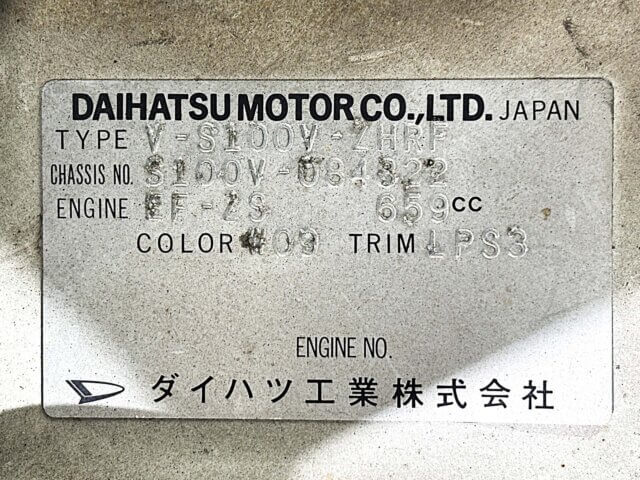 DAIHATSU MOTOR CO.,LTD. JAPAN
TYPE V-S100V-ZHRF
CHASSIS NO. S100V-084822
ENGINE EF-ZS 659CC
COLOR W09 TRIM LPS3
ENGINE NO.
ダイハツ工業株式会社